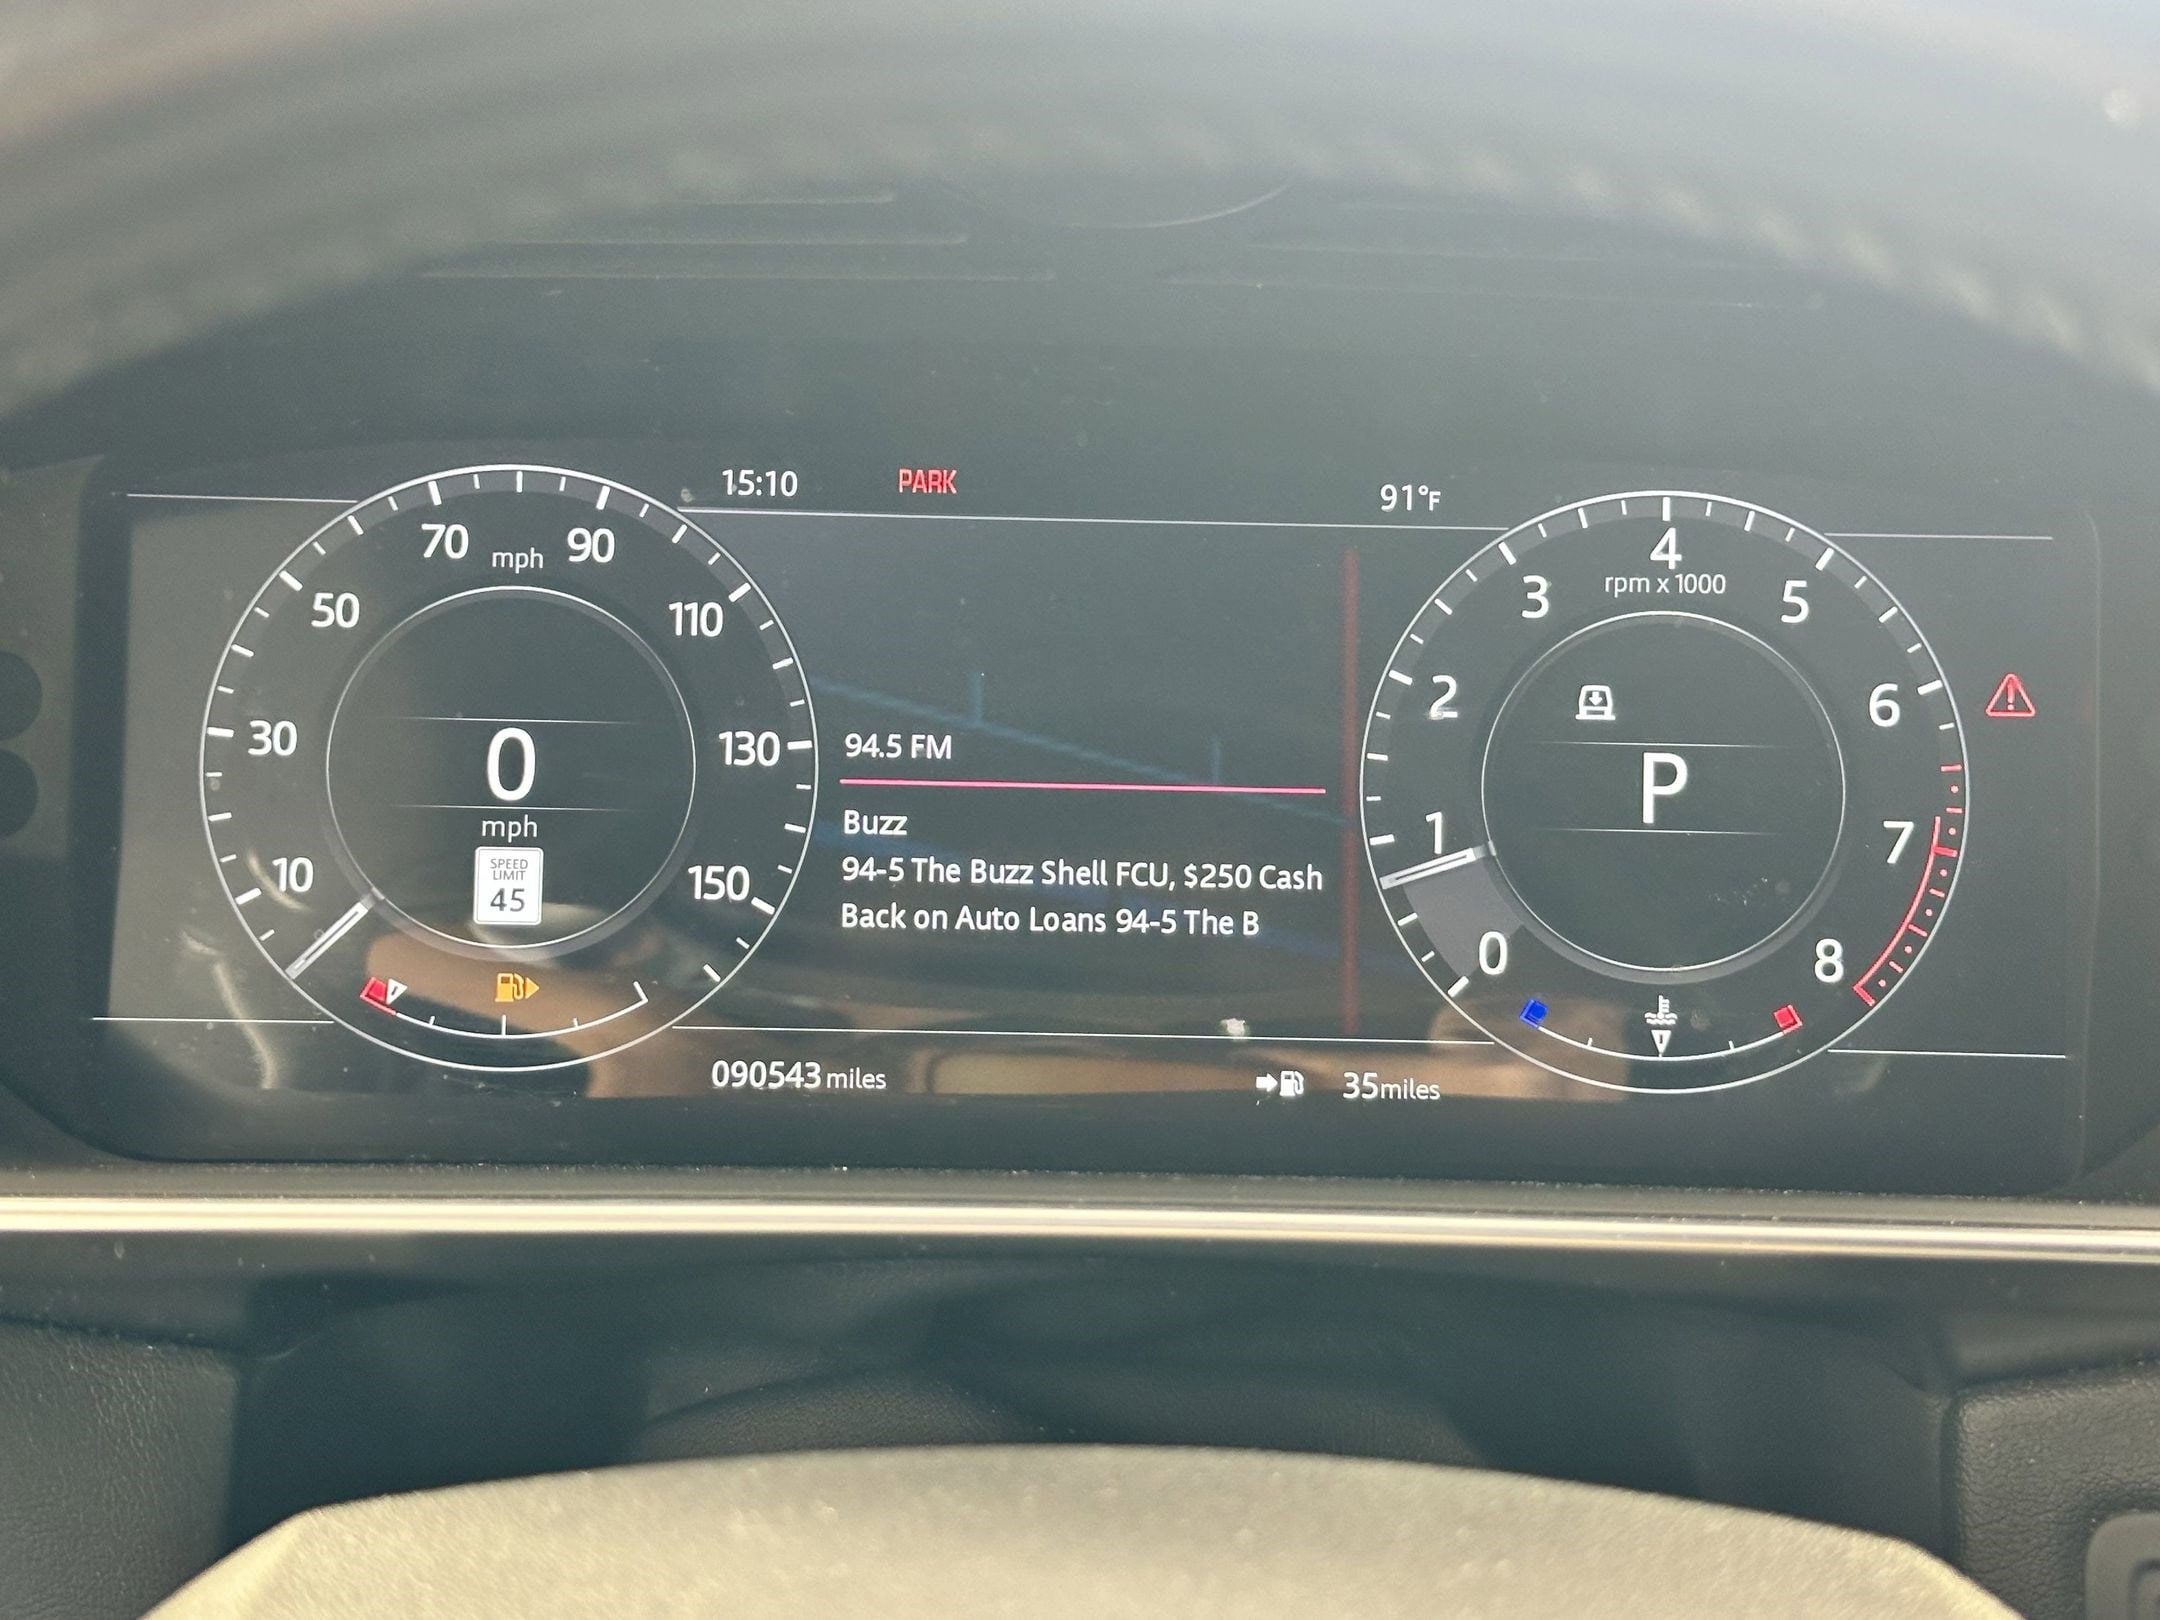 15:10 PARK 91°F
70 mph 90
50 110
30 130
10 150
0
mph
SPEED
LIMIT
45
94.5 FM
Buzz
94-5 The Buzz Shell FCU, $250 Cash
Back on Auto Loans 94-5 The B
4
rpm x 1000
3 5
2 6
1 7
0 8
P
090543 miles
35 miles